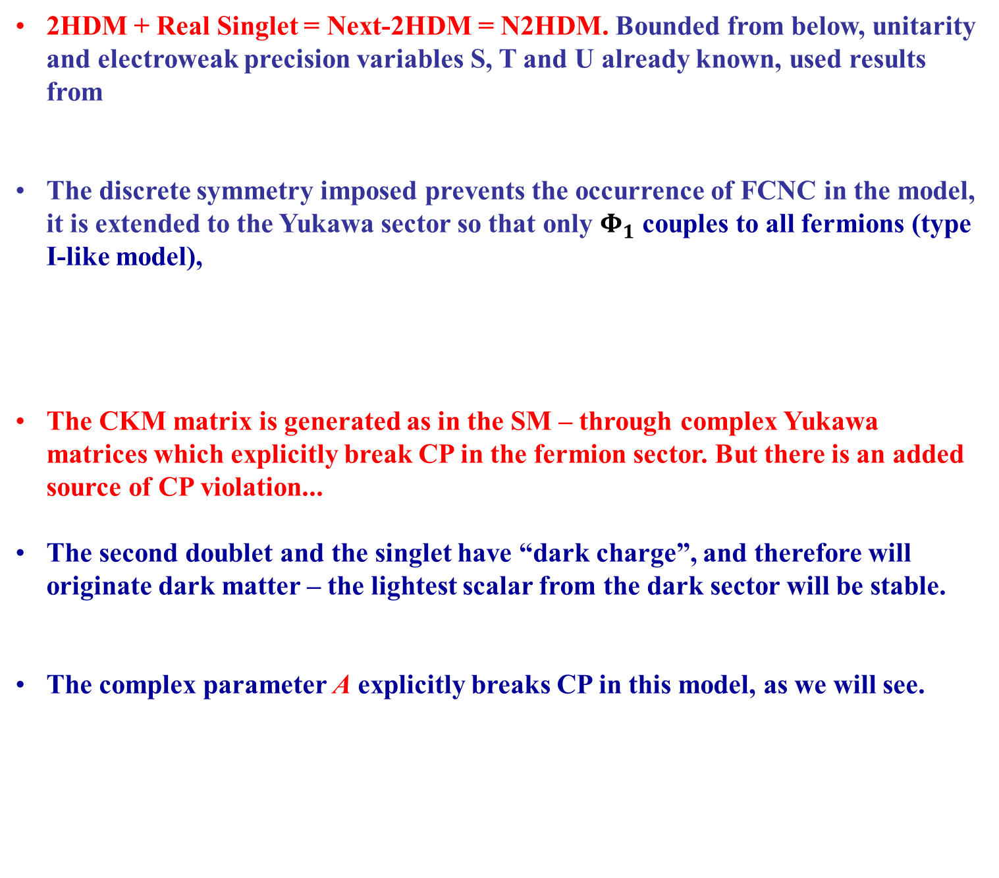 • 2HDM + Real Singlet = Next-2HDM = N2HDM. Bounded from below, unitarity
and electroweak precision variables S, T and U already known, used results
from
• The discrete symmetry imposed prevents the occurrence of FCNC in the model,
it is extended to the Yukawa sector so that only Φ₁ couples to all fermions (type
I-like model),
• The CKM matrix is generated as in the SM – through complex Yukawa
matrices which explicitly break CP in the fermion sector. But there is an added
source of CP violation...
• The second doublet and the singlet have “dark charge”, and therefore will
originate dark matter – the lightest scalar from the dark sector will be stable.
• The complex parameter A explicitly breaks CP in this model, as we will see.